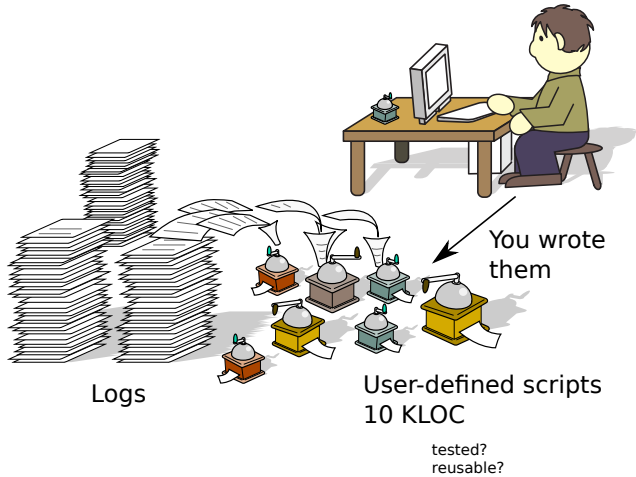 You wrote
them
Logs
User-defined scripts
10 KLOC
tested?
reusable?